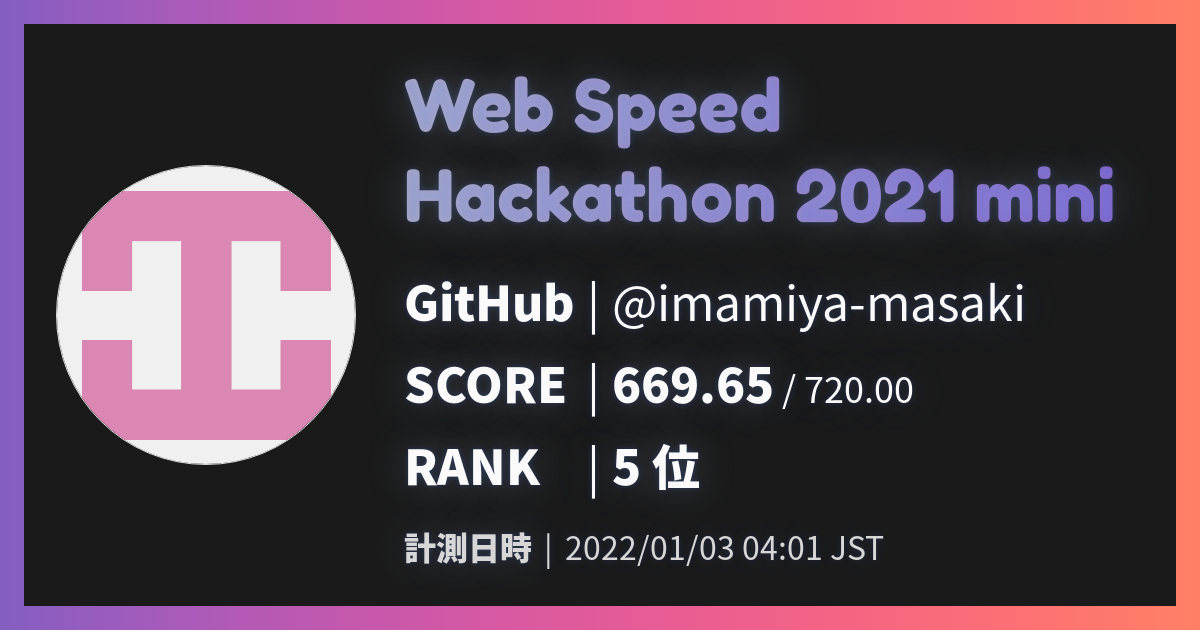 Web Speed
Hackathon 2021 mini
GitHub | @imamiya-masaki
SCORE | 669.65 / 720.00
RANK | 5 位
計測日時 | 2022/01/03 04:01 JST